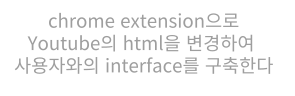 chrome extension으로
Youtube의 html을 변경하여
사용자와의 interface를 구축한다